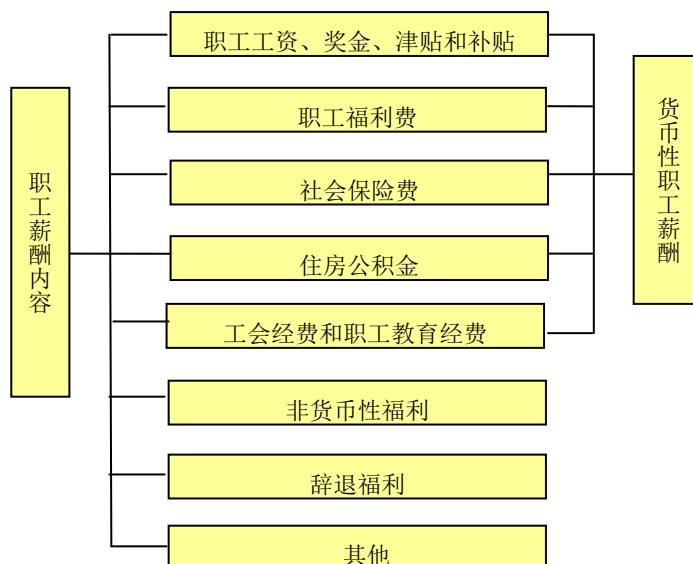 职工薪酬内容
职工工资、奖金、津贴和补贴
职工福利费
社会保险费
住房公积金
工会经费和职工教育经费
非货币性福利
辞退福利
其他
货币性职工薪酬